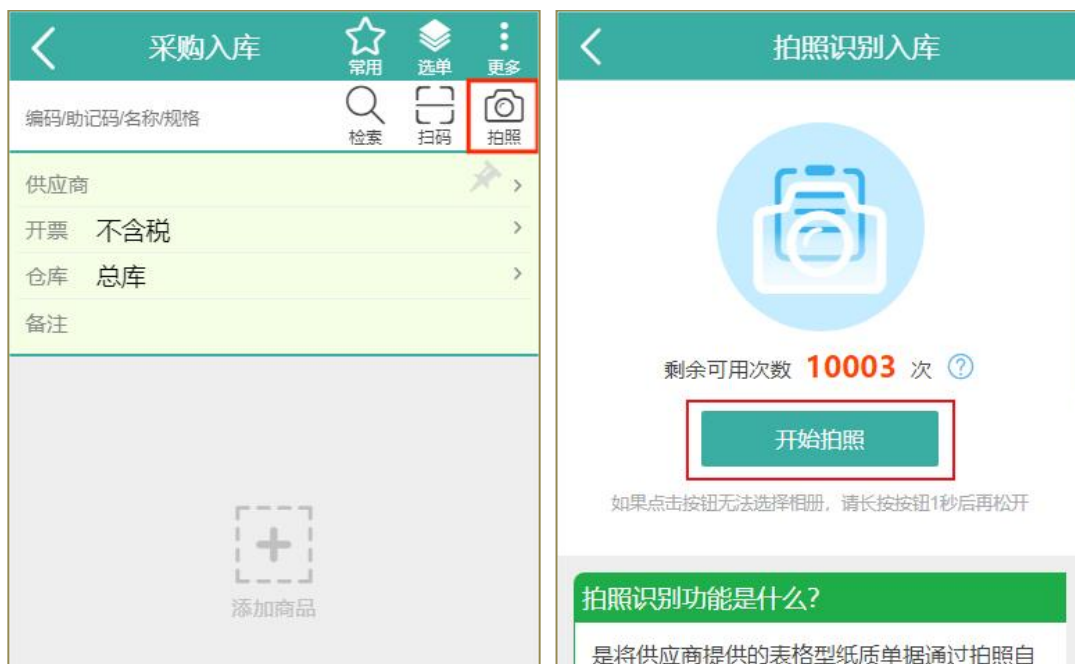 采购入库
常用
选单
更多
编码/助记码/名称/规格
检索
扫码
拍照
供应商
开票 不含税
仓库 总库
备注
添加商品
拍照识别入库
剩余可用次数 10003 次 ?
开始拍照
如果点击按钮无法选择相册，请长按按钮1秒后再松开
拍照识别功能是什么?
是将供应商提供的表格型纸质单据通过拍照自